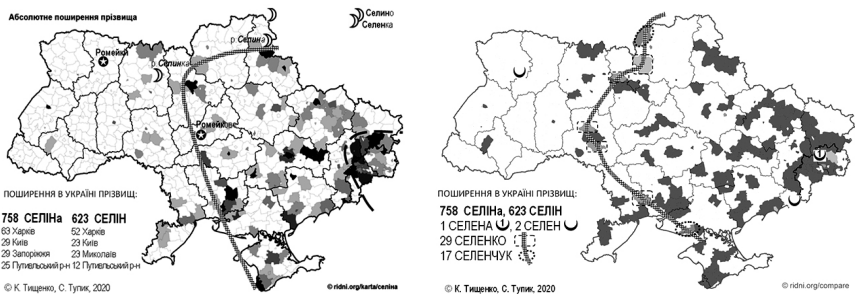 Абсолютне поширення прізвища
Селино
Селенка
р Селина
Ромейки
р.Селинка
Ромейкове
ПОШИРЕННЯ В УКРАЇНІ ПРІЗВИЩ:
758 СЕЛІНа 623 СЕЛІН
63 Харків 52 Харків
29 Київ 23 Київ
29 Запоріжжя 23 Миколаїв
25 Путивльський р-н 12 Путивльський р-н
© К. Тищенко, С. Тупик, 2020
© ridni.org/karta/селіна
ПОШИРЕННЯ В УКРАЇНІ ПРІЗВИЩ:
758 СЕЛІНа, 623 СЕЛІН
1 СЕЛЕНА , 2 СЕЛЕН
29 СЕЛЕНКО
17 СЕЛЕНЧУК
© К. Тищенко, С. Тупик, 2020
© ridni.org/compare